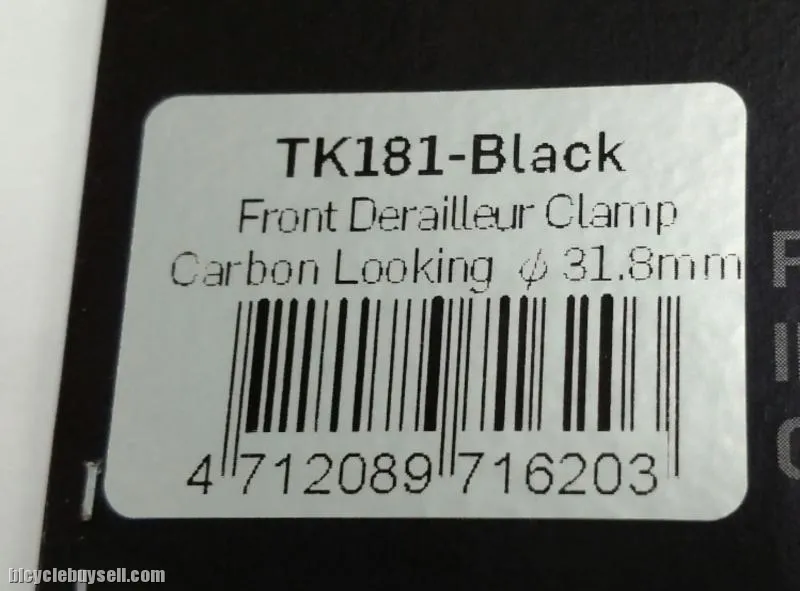 TK181-Black
Front Derailleur Clamp
Carbon Looking ϕ 31.8mm
4 712089 716203
bicyclebuysell.com